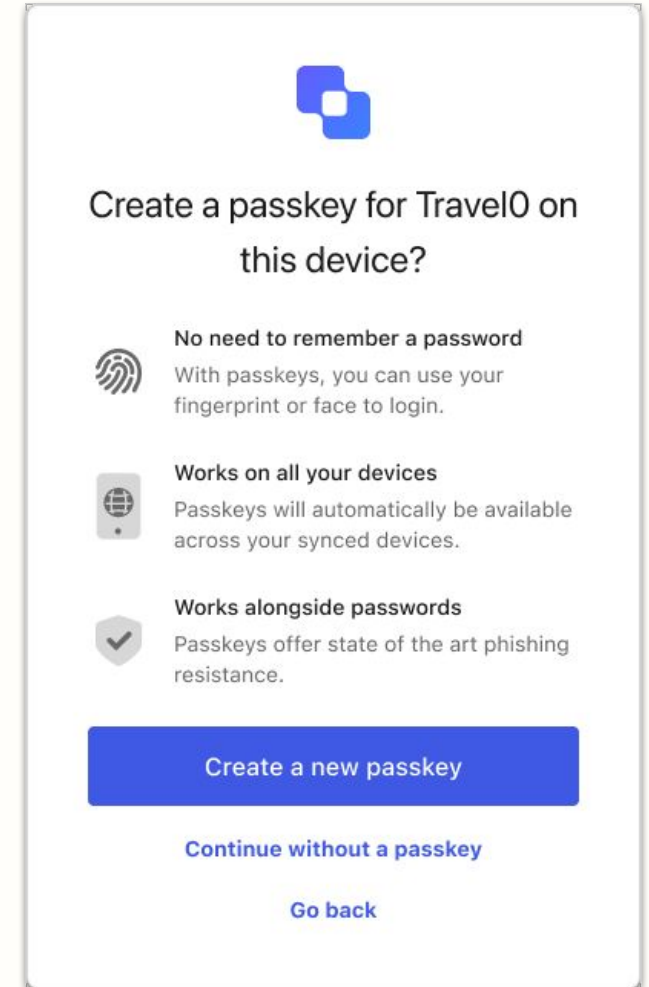 Create a passkey for Travel0 on
this device?
No need to remember a password
With passkeys, you can use your
fingerprint or face to login.
Works on all your devices
Passkeys will automatically be available
across your synced devices.
Works alongside passwords
Passkeys offer state of the art phishing
resistance.
Create a new passkey
Continue without a passkey
Go back